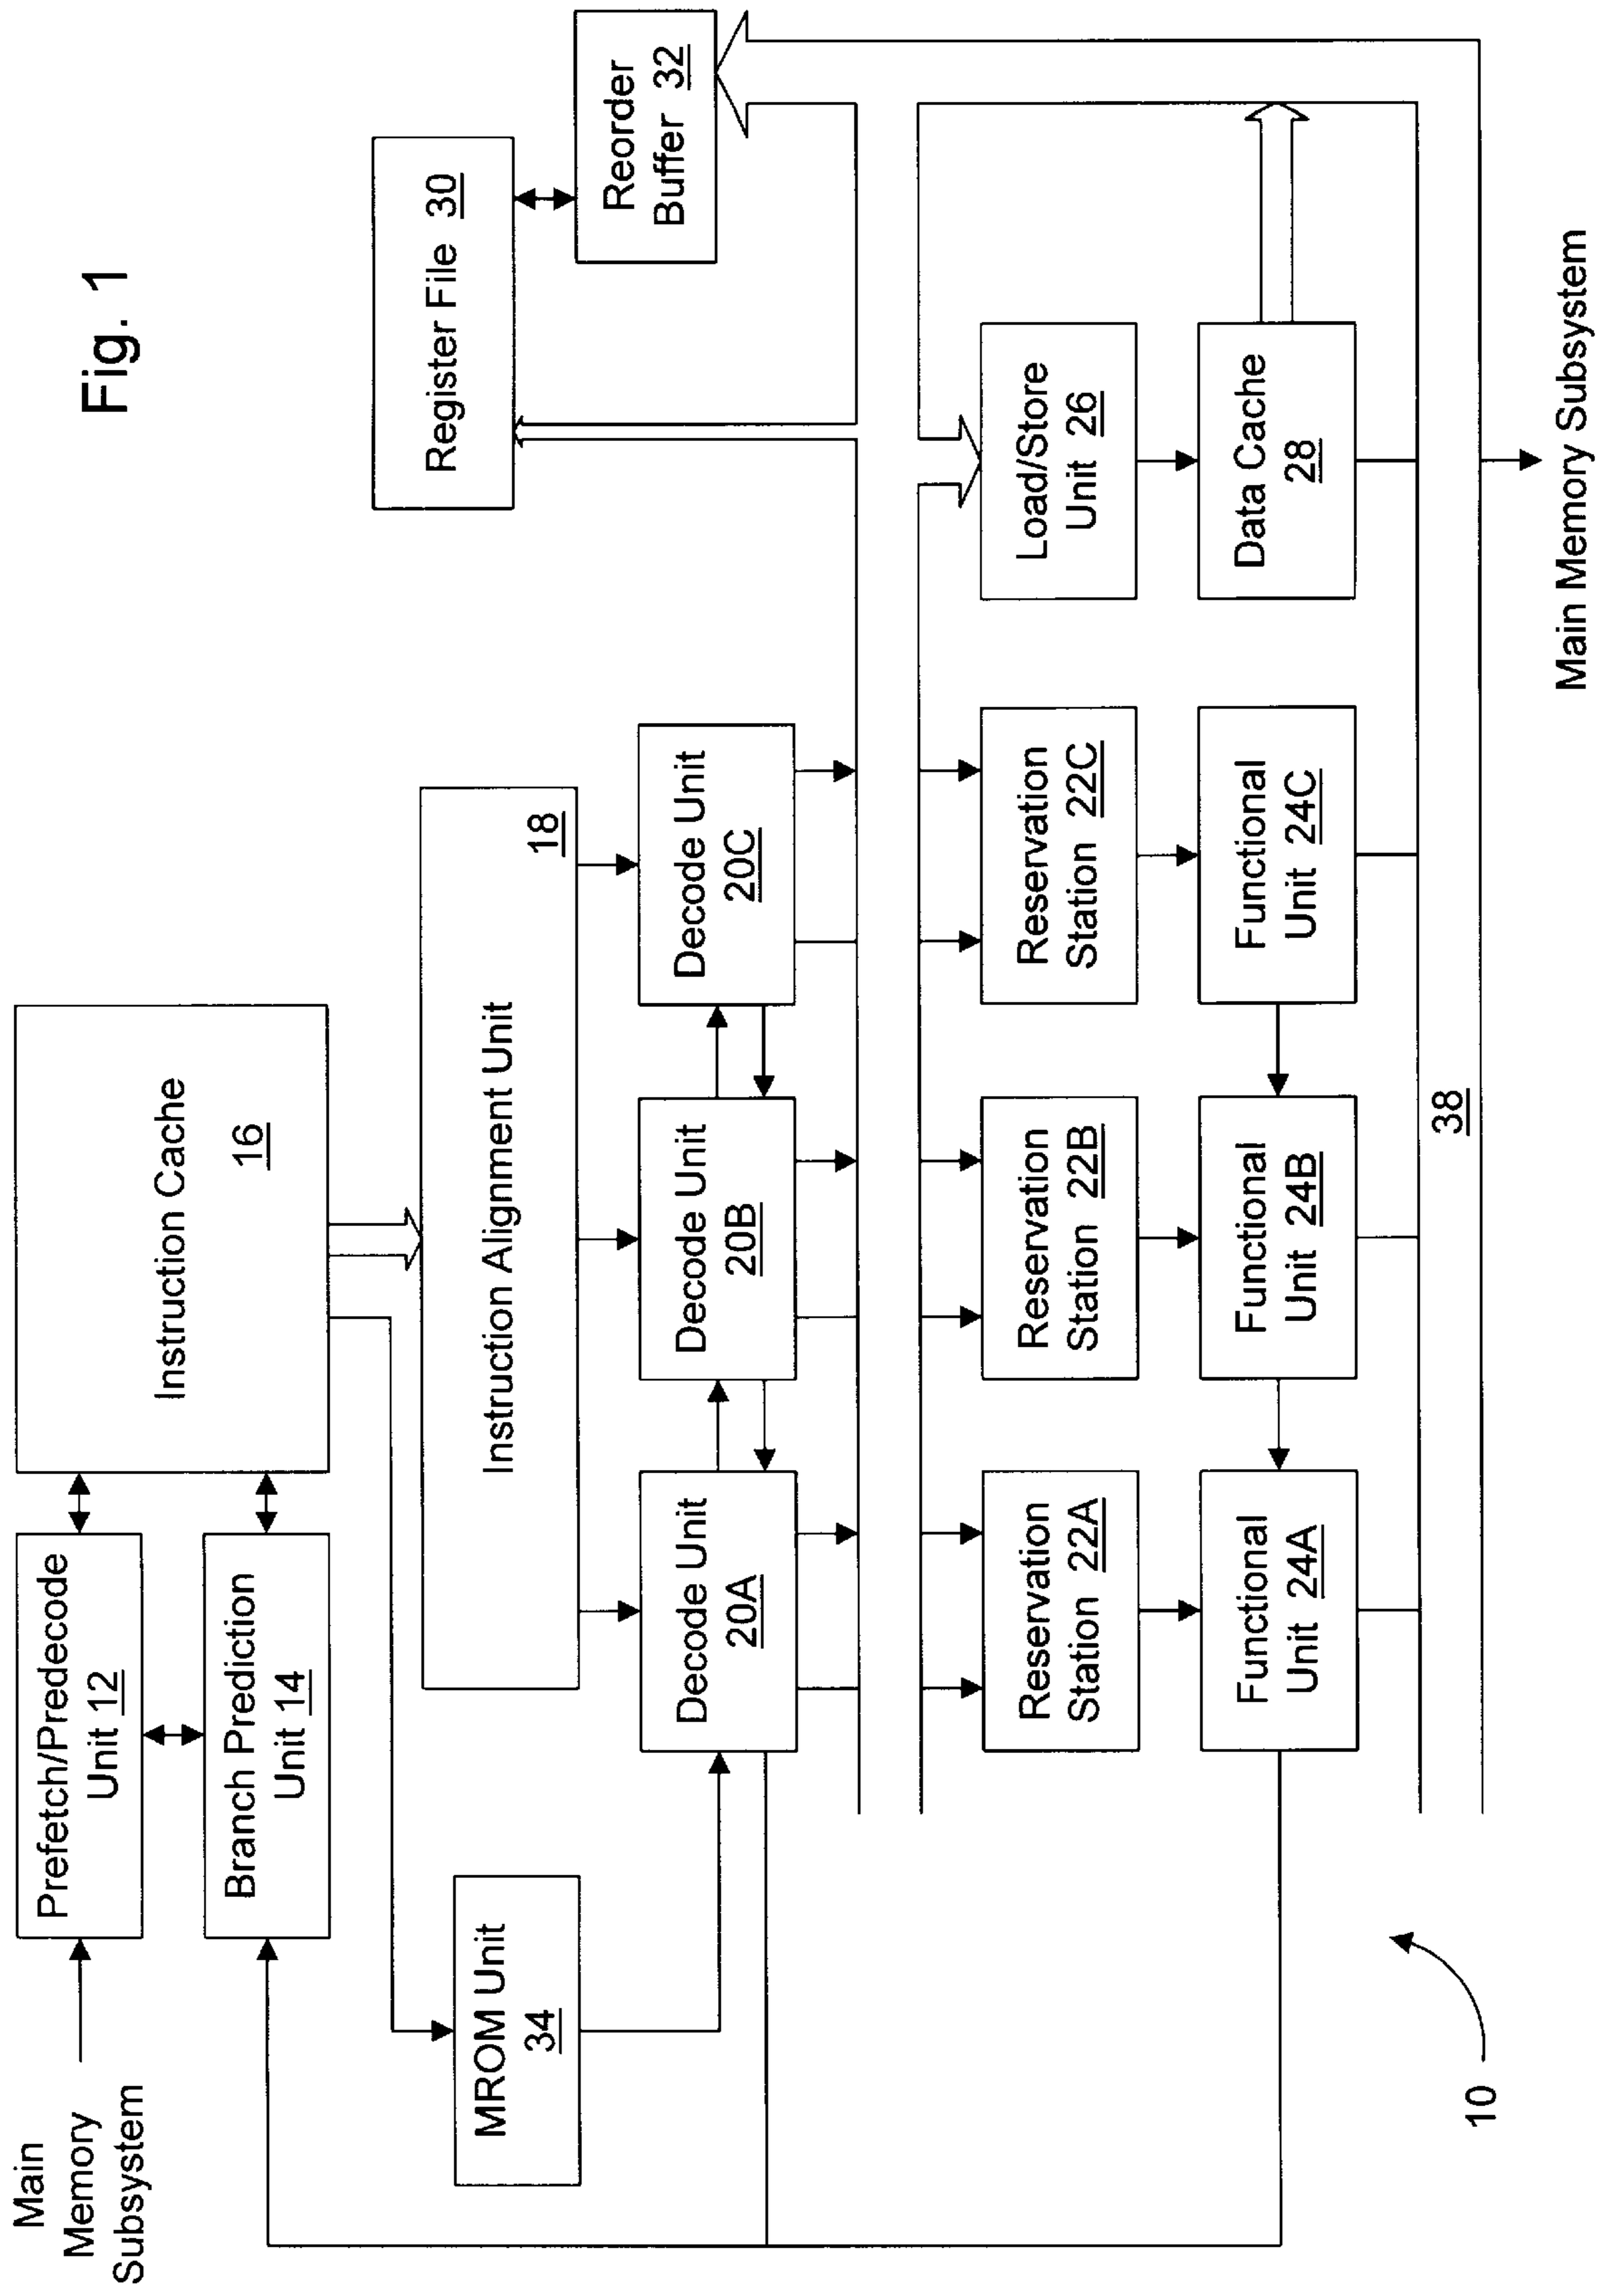 Fig. 1
Main
Memory
Subsystem
Prefetch/Predecode
Unit 12
Branch Prediction
Unit 14
Instruction Cache
16
Register File 30
Reorder
Buffer 32
MROM Unit
34
Instruction Alignment Unit
18
Decode Unit
20A
Decode Unit
20B
Decode Unit
20C
Reservation
Station 22A
Reservation
Station 22B
Reservation
Station 22C
Load/Store
Unit 26
Functional
Unit 24A
Functional
Unit 24B
Functional
Unit 24C
Data Cache
28
38
10
Main Memory Subsystem